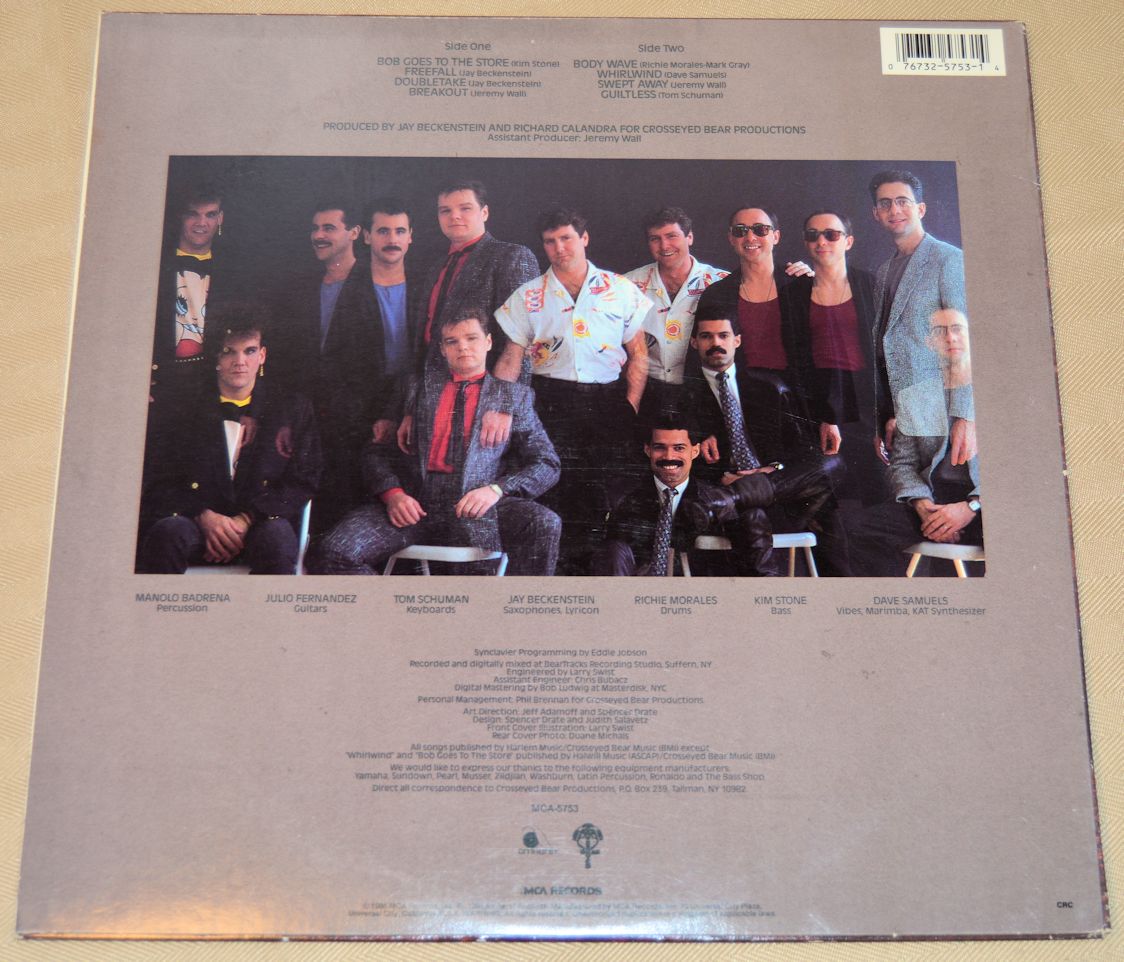 Side One
BOB GOES TO THE STORE (Kim Stone)
FREEFALL (Jay Beckenstein)
DOUBLETAKE (Jay Beckenstein)
BREAKOUT (Jeremy Wall)
Side Two
BODY WAVE (Richie Morales-Mark Gray)
WHIRLWIND (Dave Samuels)
SWEPT AWAY (Jeremy Wall)
GUILTLESS (Tom Schuman)
0 76732-5753-1 4
PRODUCED BY JAY BECKENSTEIN AND RICHARD CALANDRA FOR CROSSEYED BEAR PRODUCTIONS
Assistant Producer: Jeremy Wall
MANOLO BADRENA
Percussion
JULIO FERNANDEZ
Guitars
TOM SCHUMAN
Keyboards
JAY BECKENSTEIN
Saxophones, Lyricon
RICHIE MORALES
Drums
KIM STONE
Bass
DAVE SAMUELS
Vibes, Marimba, KAT Synthesizer
Synclavier Programming by Eddie Jobson
Recorded and digitally mixed at BearTracks Recording Studio, Suffern, NY
Engineered by Larry Swist
Assistant Engineer: Chris Bubacz
Digital Mastering by Bob Ludwig at Masterdisk, NYC
Personal Management: Phil Brennan for Crosseyed Bear Productions.
Art Direction: Jeff Adamoff and Spencer Drate
Design: Spencer Drate and Judith Salavetz
Front Cover Illustration: Larry Swist
Rear Cover Photo: Duane Michals
All songs published by Harlem Music/Crosseyed Bear Music (BMI) except
"Whirlwind" and "Bob Goes To The Store" published by Halwill Music (ASCAP)/Crosseyed Bear Music (BMI)
We would like to express our thanks to the following equipment manufacturers:
Yamaha, Sundown, Pearl, Musser, Zildjian, Washburn, Latin Percussion, Ronaldo and The Bass Shop.
Direct all correspondence to Crosseyed Bear Productions, P.O. Box 239, Tallman, NY 10982
MCA-5753
amherst
MCA RECORDS
CRC